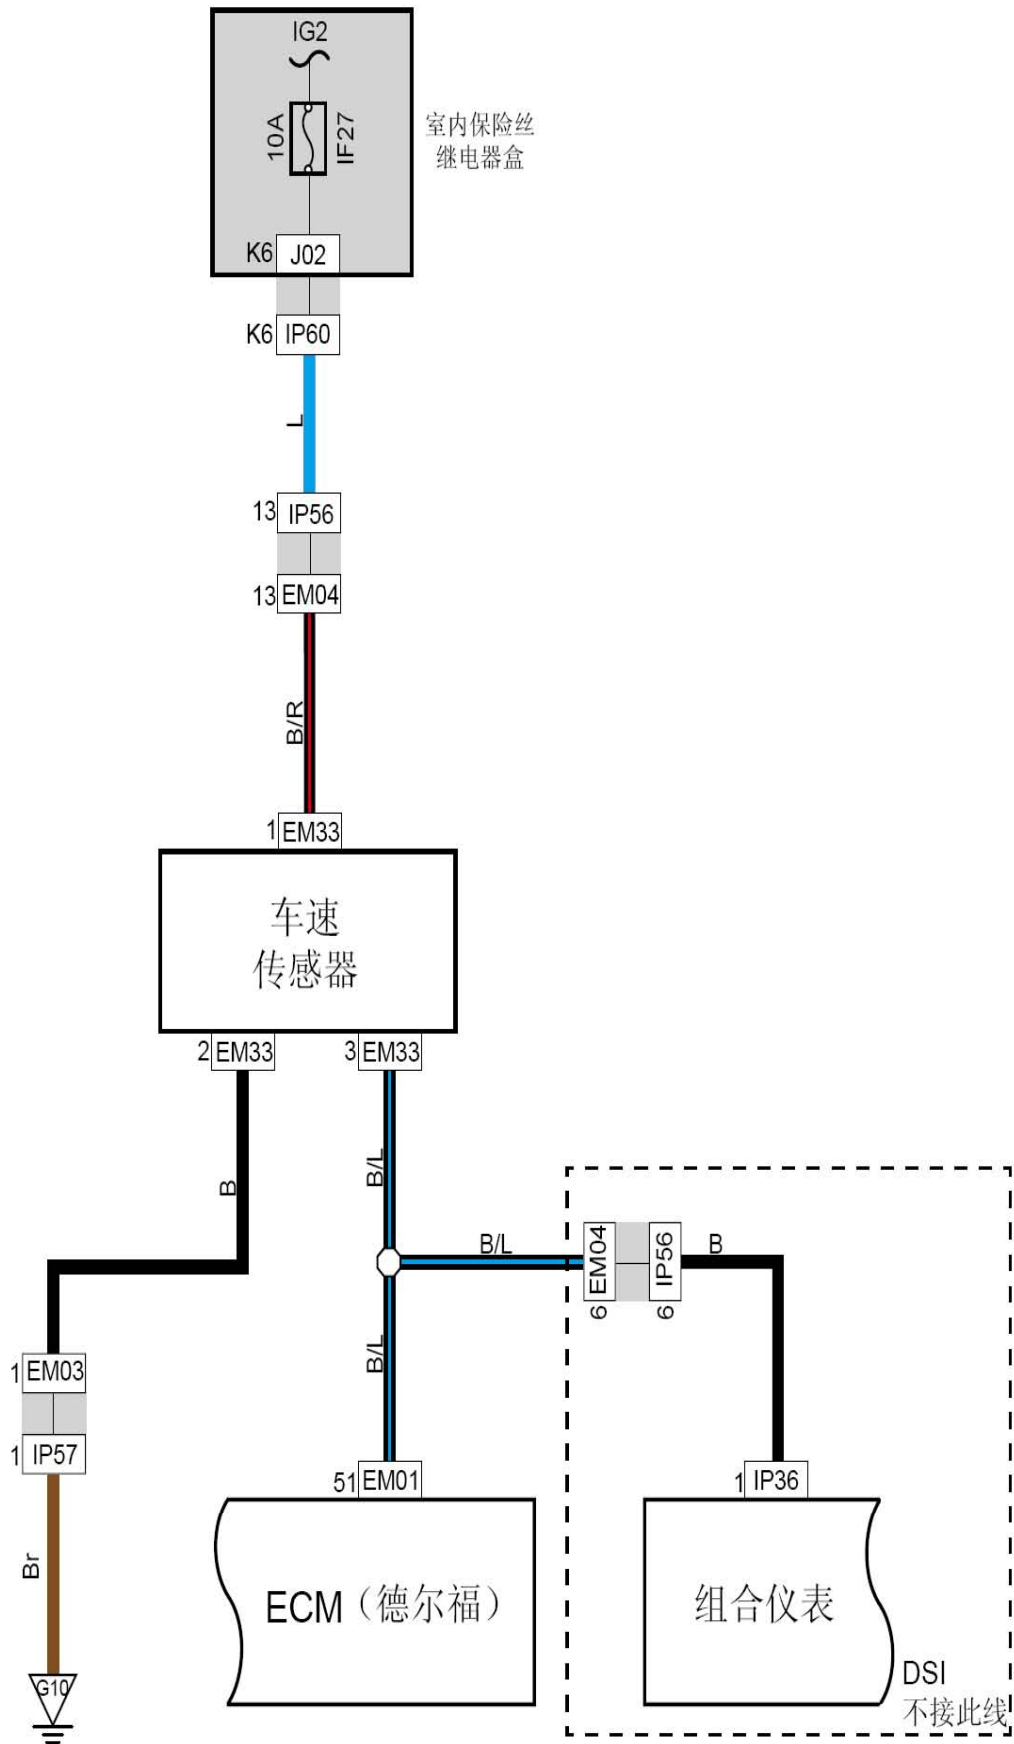 IG2
10A
IF27
室内保险丝
继电器盒
K6
J02
K6
IP60
L
13
IP56
13
EM04
B/R
1
EM33
车速
传感器
2
EM33
3
EM33
B
B/L
B/L
EM04
6
IP56
6
B
B/L
1
EM03
1
IP57
Br
G10
51
EM01
ECM（德尔福）
1
IP36
组合仪表
DSI
不接此线